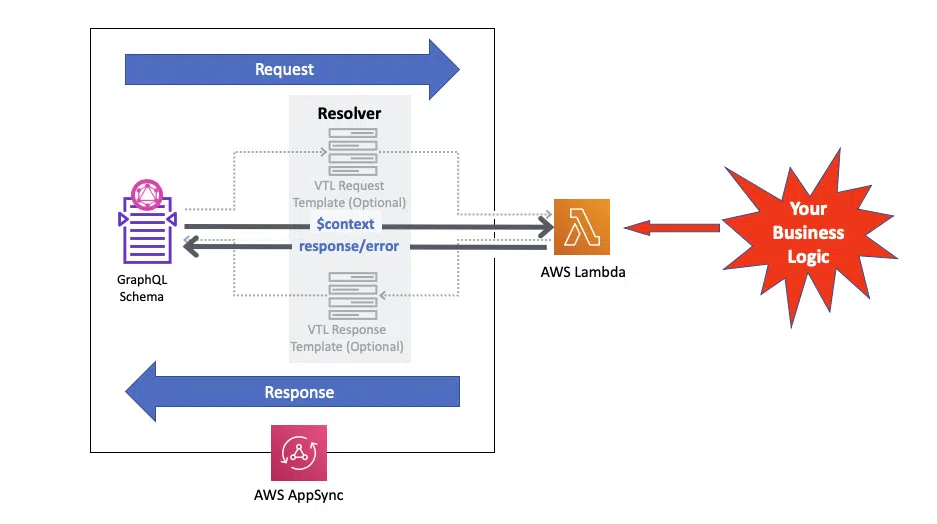 Request
Resolver
VTL Request
Template (Optional)
$context
response/error
GraphQL
Schema
AWS Lambda
Your
Business
Logic
VTL Response
Template (Optional)
Response
AWS AppSync